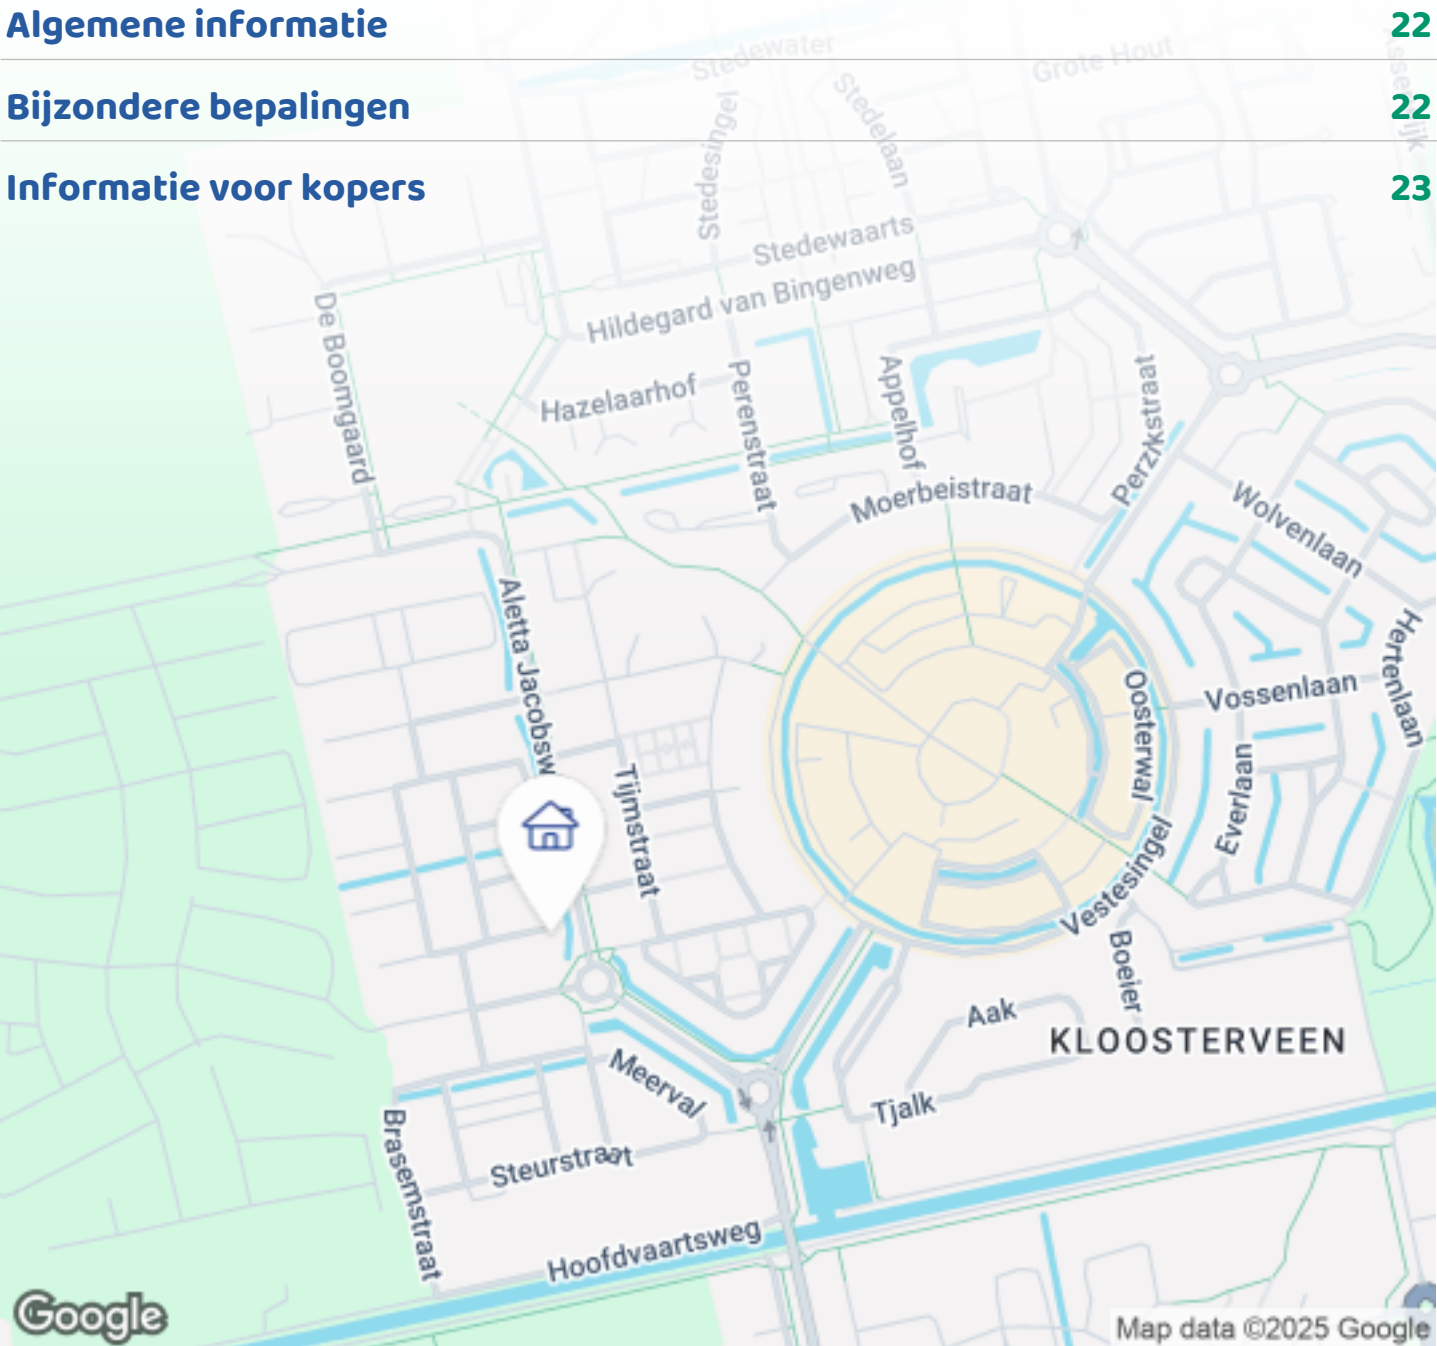 Algemene informatie 22
Bijzondere bepalingen 22
Informatie voor kopers 23
Stedewater
Grote Hout
Stedesingel
Stedelaan
Stedewaarts
Hildegard van Bingenweg
De Boomgaard
Hazelaarhof
Perenstraat
Appelhof
Perzikstraat
Moerbeistraat
Wolvenlaan
Aletta Jacobsw
Hertenlaan
Vossenlaan
Oosterwal
Everlaan
Tijmstraat
Vestesingel
Boeier
Aak
KLOOSTERVEEN
Meerval
Tjalk
Brasemstraat
Steurstraat
Hoofdvaartsweg
Google
Map data ©2025 Google